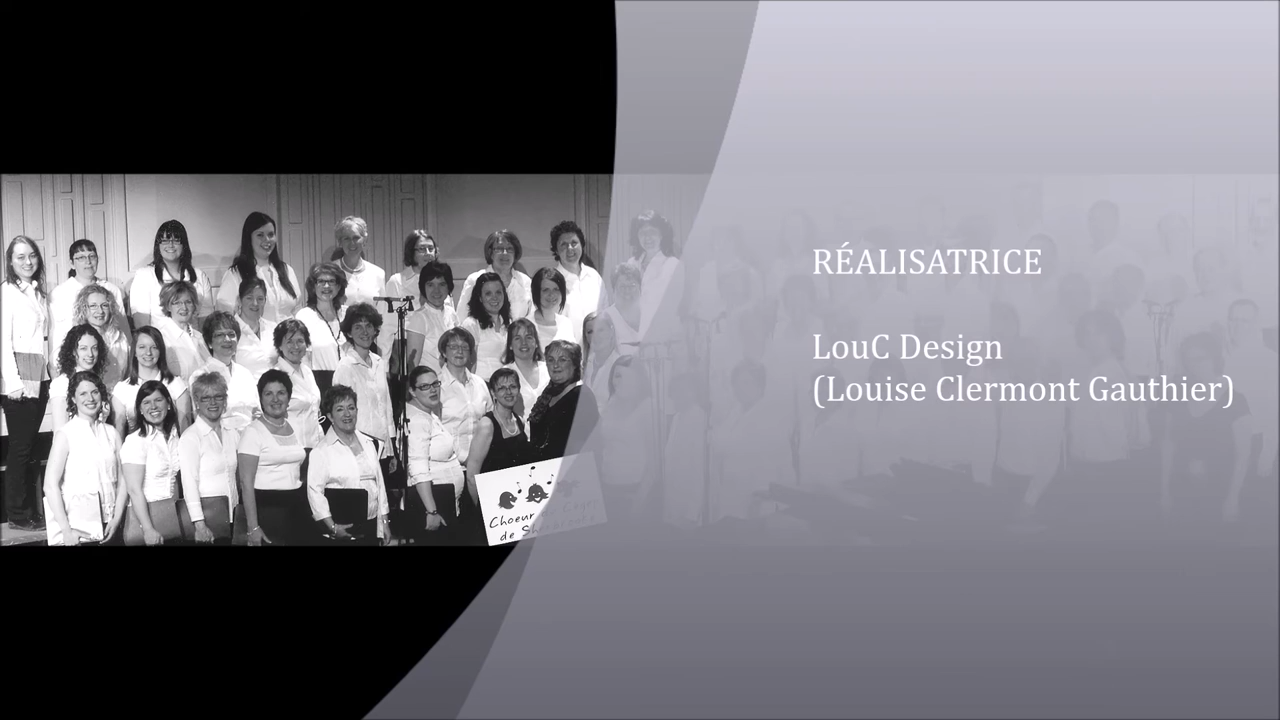 RÉALISATRICE
LouC Design
(Louise Clermont Gauthier)
Choeur
de